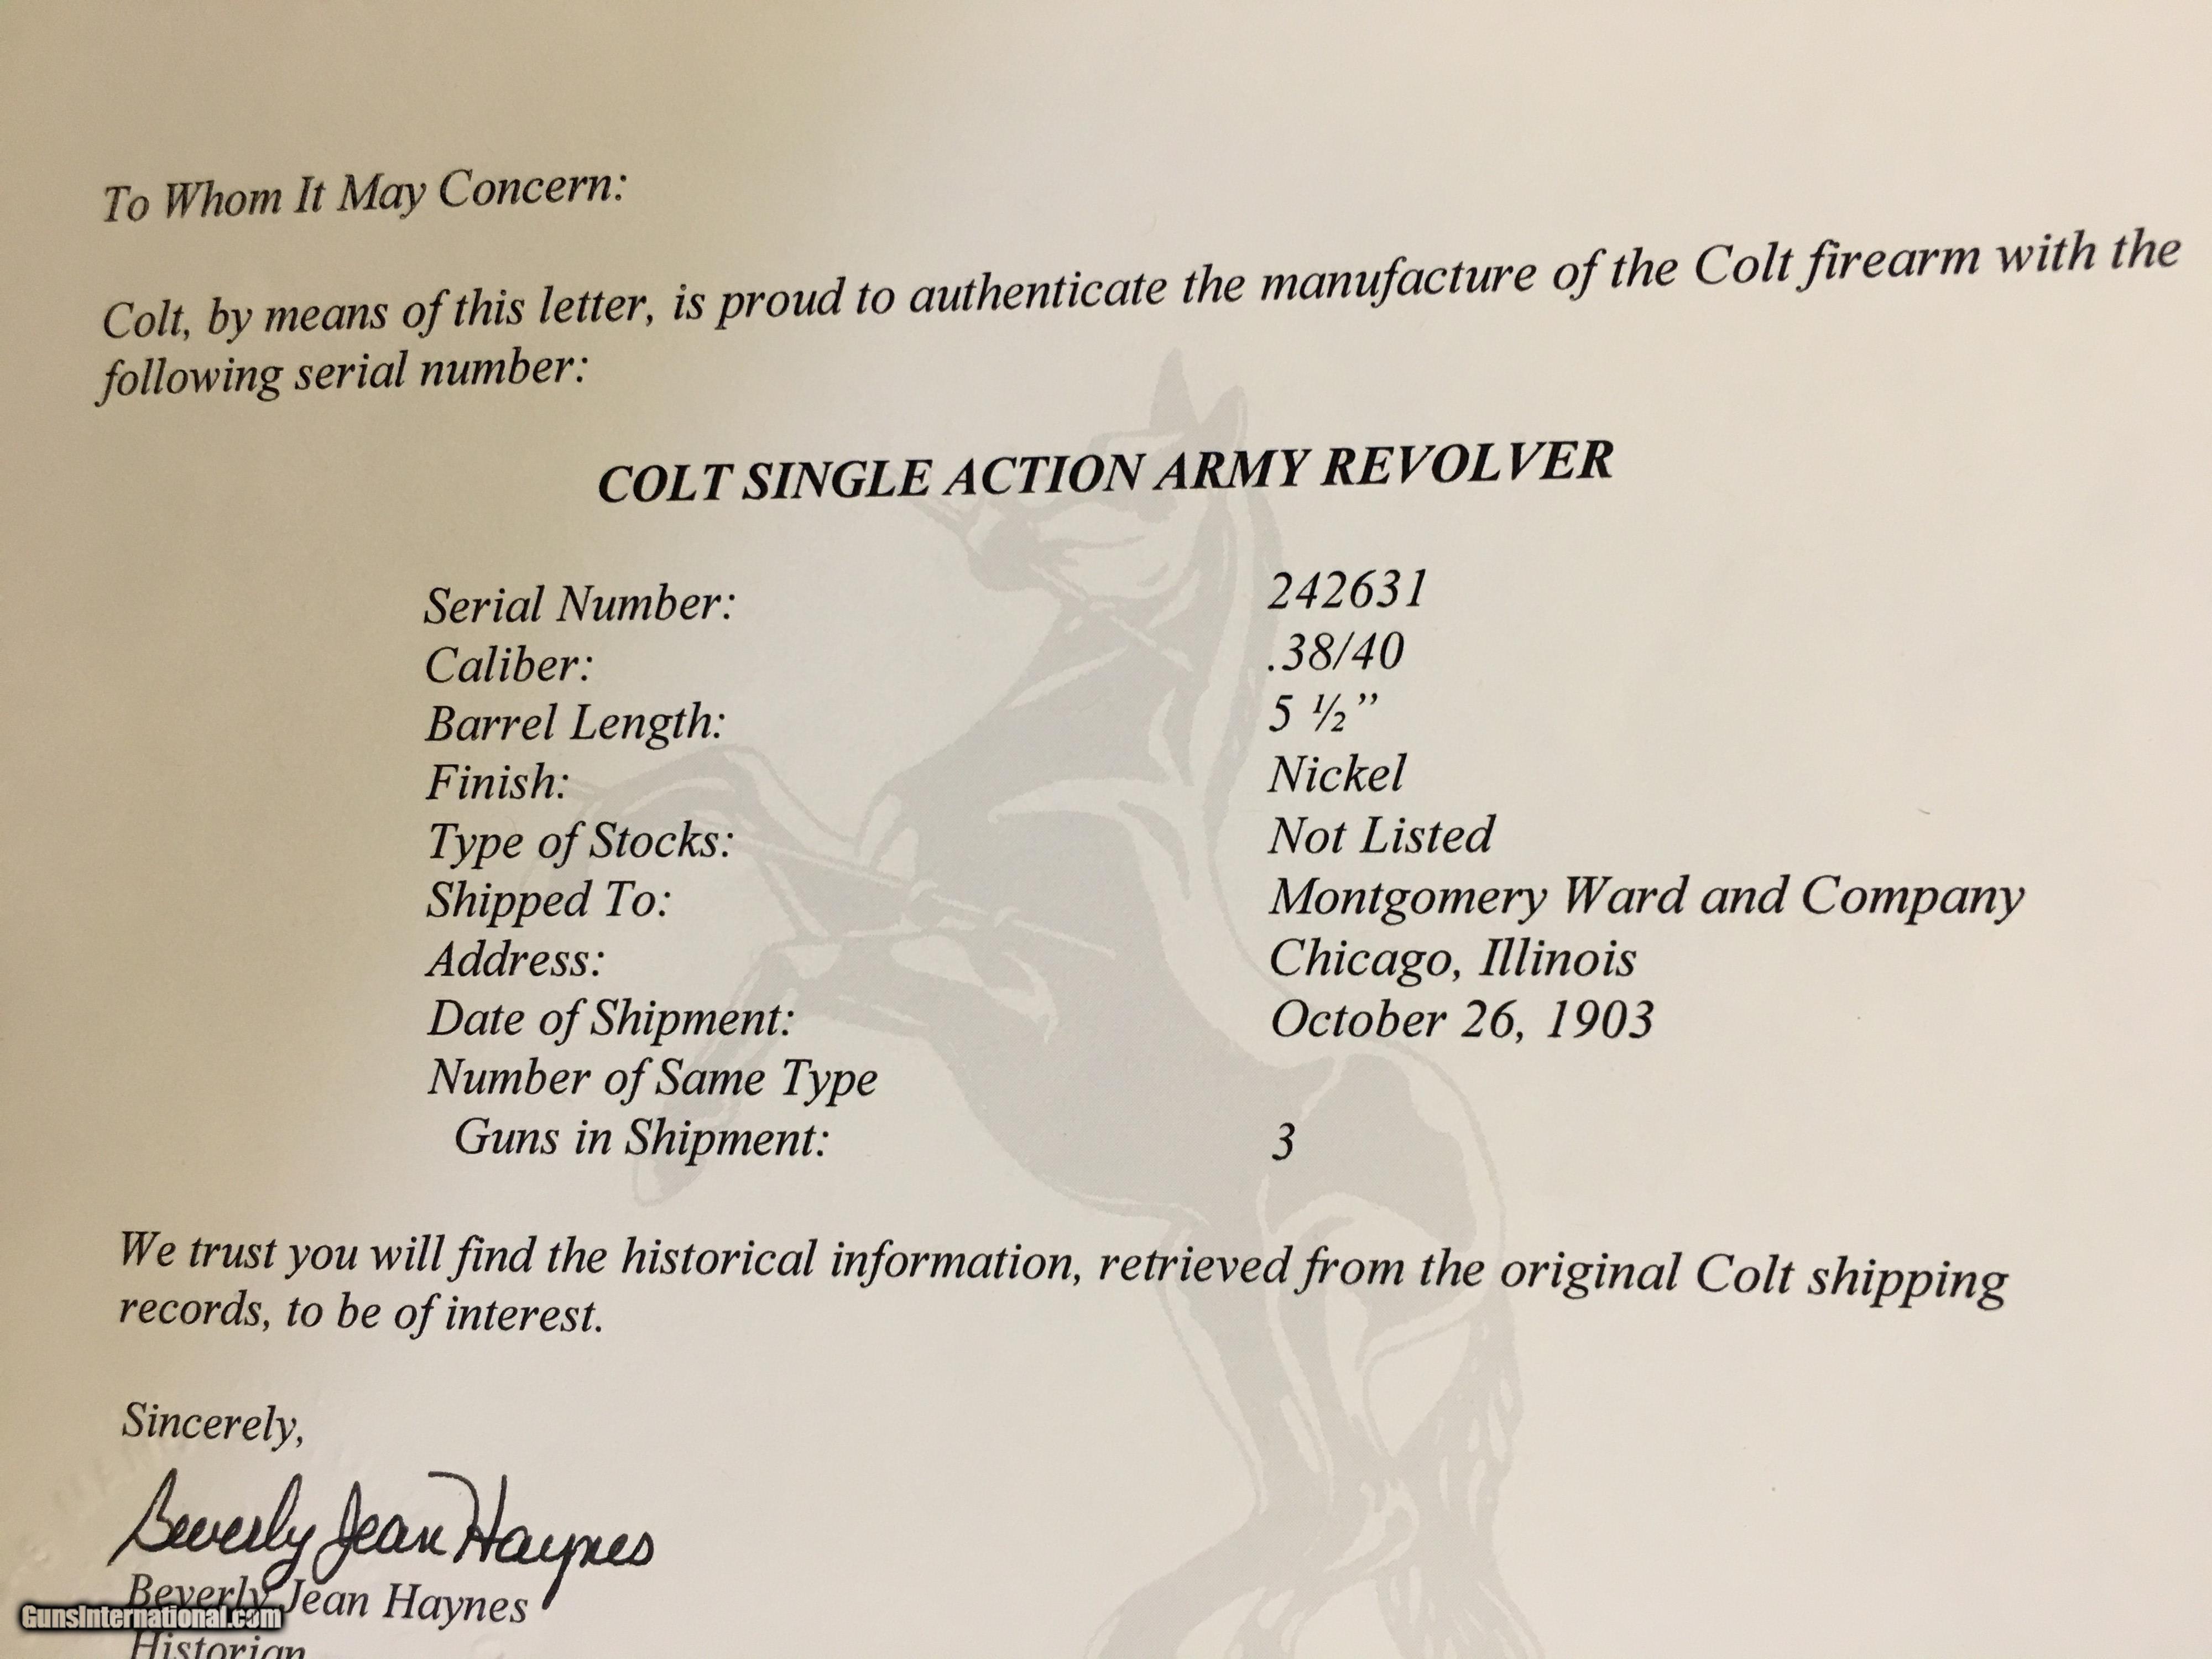 To Whom It May Concern:
Colt, by means of this letter, is proud to authenticate the manufacture of the Colt firearm with the
following serial number:
COLT SINGLE ACTION ARMY REVOLVER
Serial Number: 242631
Caliber: .38/40
Barrel Length: 5 ½”
Finish: Nickel
Type of Stocks: Not Listed
Shipped To: Montgomery Ward and Company
Address: Chicago, Illinois
Date of Shipment: October 26, 1903
Number of Same Type
Guns in Shipment: 3
We trust you will find the historical information, retrieved from the original Colt shipping
records, to be of interest.
Sincerely,
Beverly Jean Haynes
Beverly Jean Haynes
GunsInternational.com
Historian